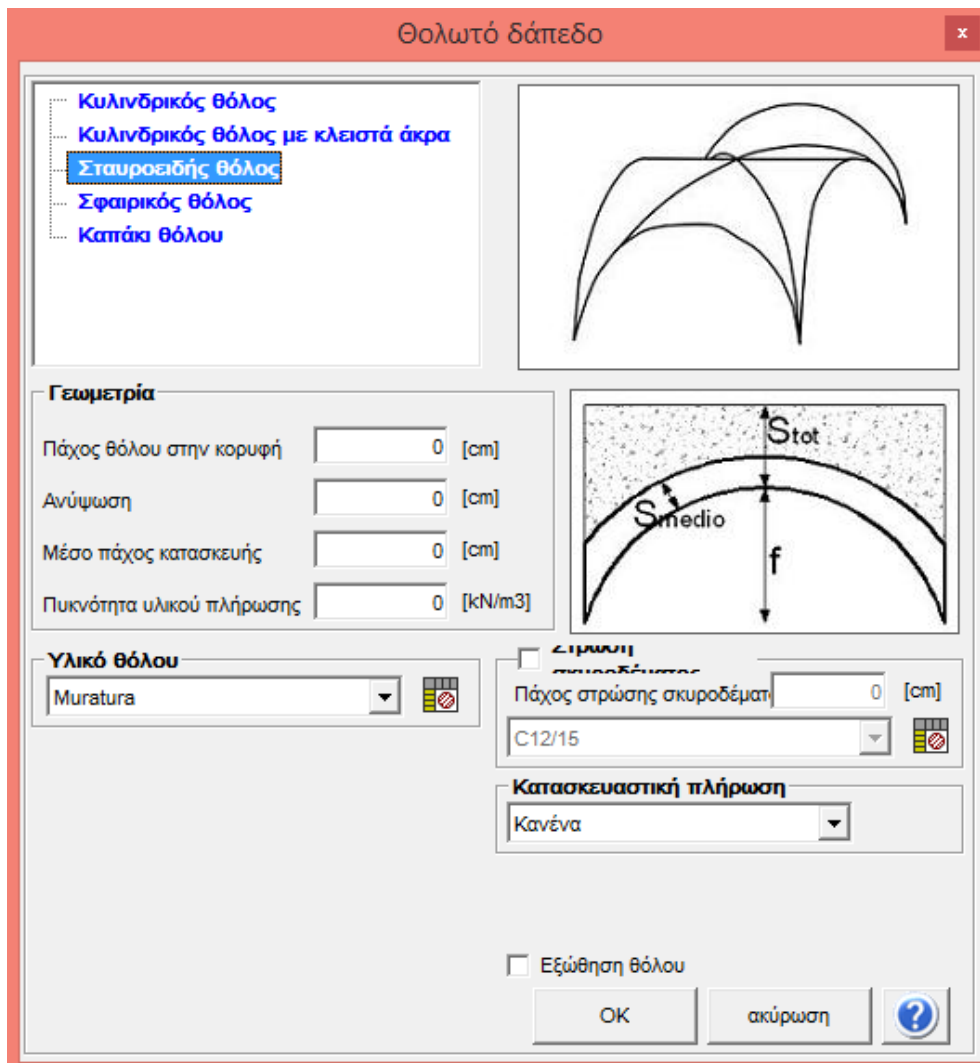 Θολωτό δάπεδο
x
Κυλινδρικός θόλος
Κυλινδρικός θόλος με κλειστά άκρα
Σταυροειδής θόλος
Σφαιρικός θόλος
Καπάκι θόλου
Γεωμετρία
Πάχος θόλου στην κορυφή 0 [cm]
Ανύψωση 0 [cm]
Μέσο πάχος κατασκευής 0 [cm]
Πυκνότητα υλικού πλήρωσης 0 [kN/m3]
Stot
Smedio
f
Υλικό θόλου
Muratura
Στρώση
σκυροδέματος
Πάχος στρώσης σκυροδέματ 0 [cm]
C12/15
Κατασκευαστική πλήρωση
Κανένα
Εξώθηση θόλου
OK
ακύρωση
?